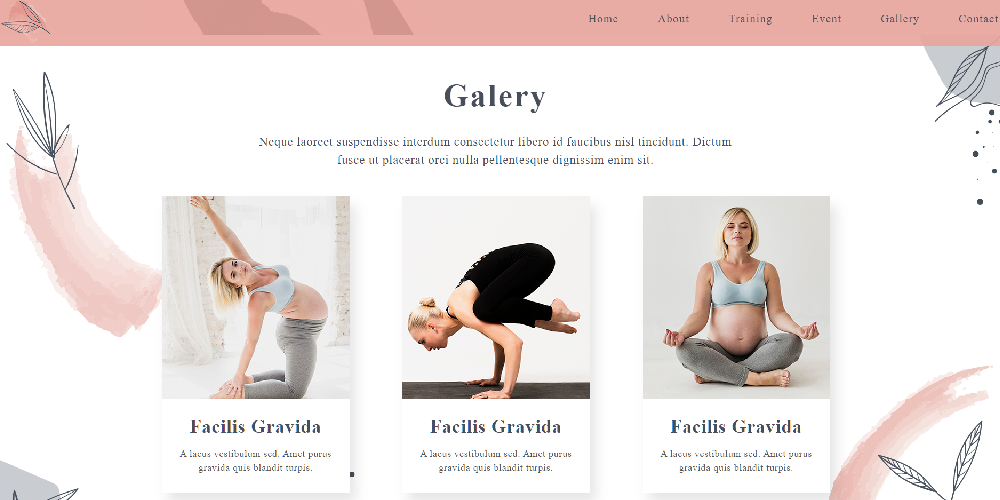 Home About Training Event Gallery Contact
Galery
Neque laoreet suspendisse interdum consectetur libero id faucibus nisl tincidunt. Dictum
fusce ut placerat orci nulla pellentesque dignissim enim sit.
Facilis Gravida
A lacus vestibulum sed. Amet purus
gravida quis blandit turpis.
Facilis Gravida
A lacus vestibulum sed. Amet purus
gravida quis blandit turpis.
Facilis Gravida
A lacus vestibulum sed. Amet purus
gravida quis blandit turpis.